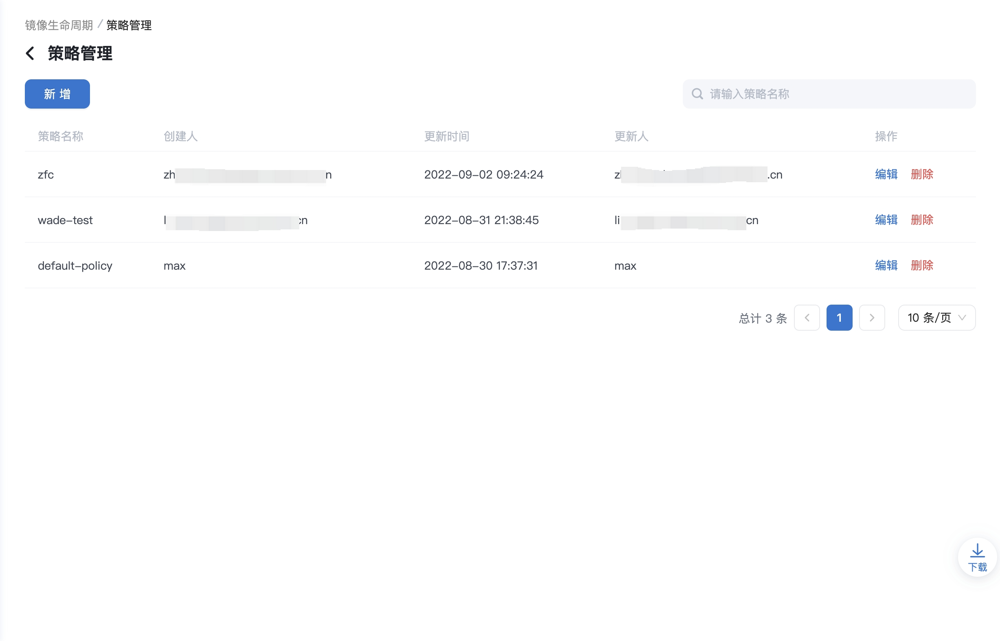 镜像生命周期 / 策略管理
策略管理
新 增
请输入策略名称
策略名称 创建人 更新时间 更新人 操作
zfc zh n 2022-09-02 09:24:24 .cn 编辑 删除
wade-test cn 2022-08-31 21:38:45 li cn 编辑 删除
default-policy max 2022-08-30 17:37:31 max 编辑 删除
总计 3 条 1 10 条/页
下载